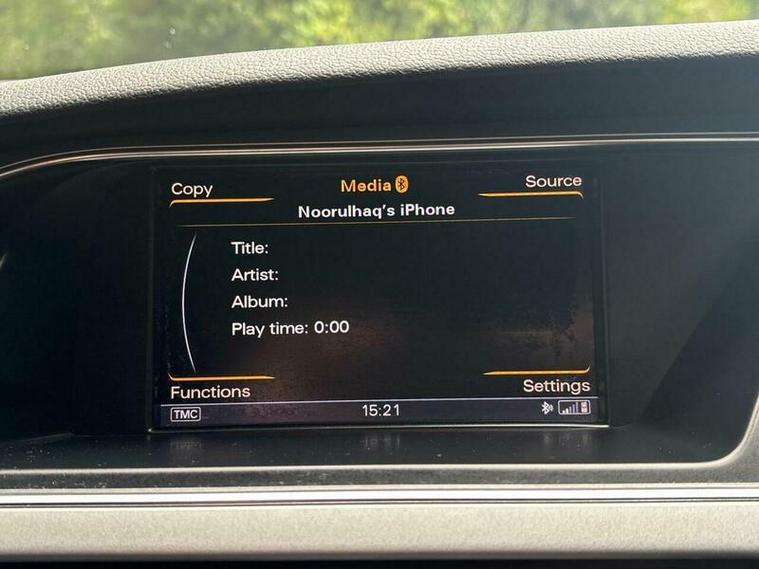 Copy
Media
Source
Noorulhaq's iPhone
Title:
Artist:
Album:
Play time: 0:00
Functions
Settings
TMC
15:21